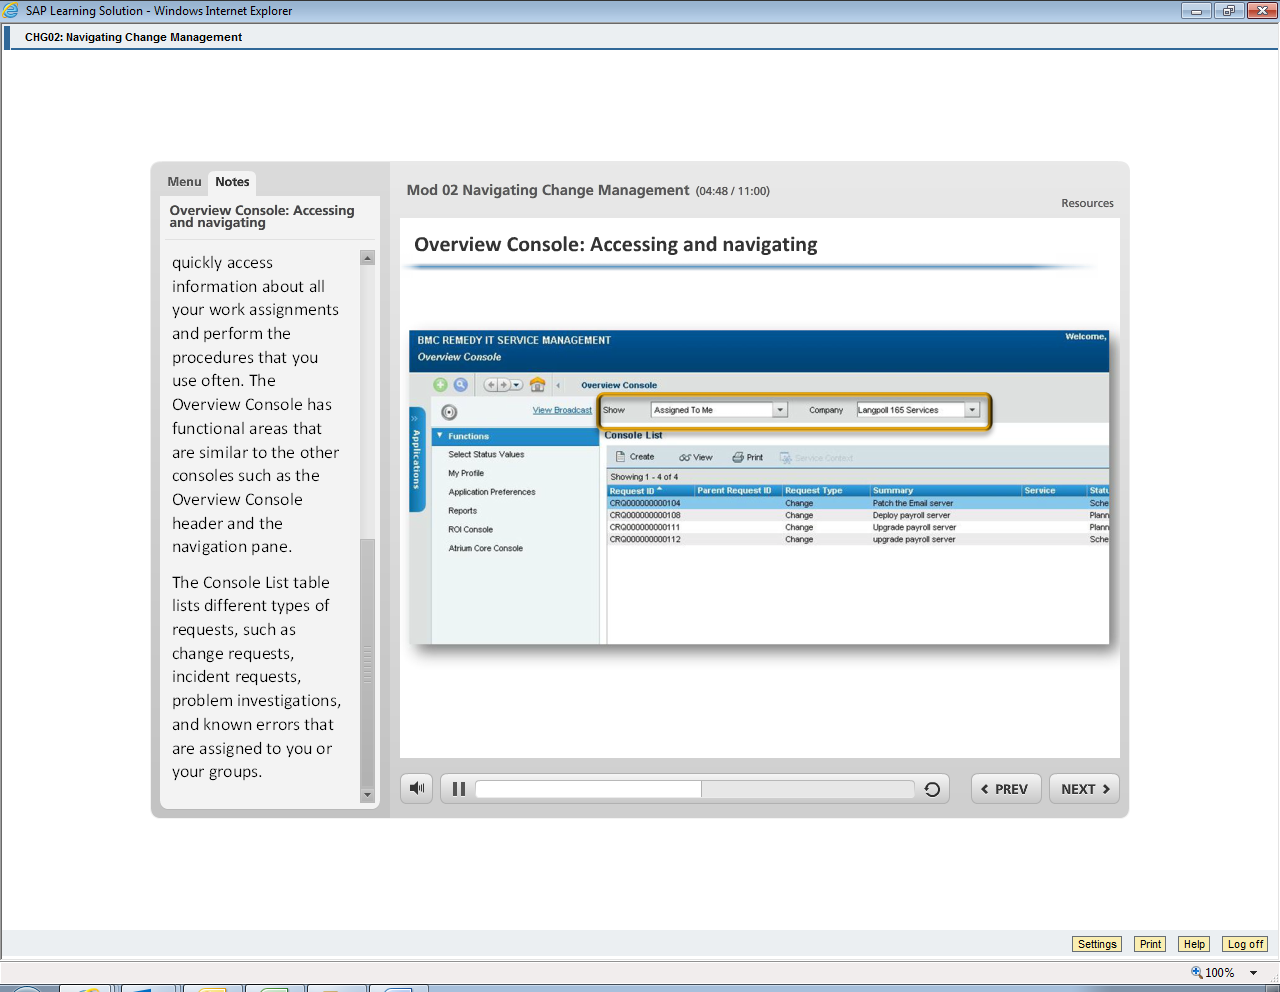 SAP Learning Solution - Windows Internet Explorer
CHG02: Navigating Change Management
Menu
Notes
Overview Console: Accessing
and navigating
quickly access
information about all
your work assignments
and perform the
procedures that you
use often. The
Overview Console has
functional areas that
are similar to the other
consoles such as the
Overview Console
header and the
navigation pane.
The Console List table
lists different types of
requests, such as
change requests,
incident requests,
problem investigations,
and known errors that
are assigned to you or
your groups.
Mod 02 Navigating Change Management (04:48 / 11:00)
Resources
Overview Console: Accessing and navigating
BMC REMEDY IT SERVICE MANAGEMENT
Welcome,
Overview Console
Overview Console
View Broadcast
Show Assigned To Me Company Langpoll 165 Services
Applications
Functions
Select Status Values
My Profile
Application Preferences
Reports
ROI Console
Atrium Core Console
Console List
Create View Print Service Context
Showing 1 - 4 of 4
Request ID Parent Request ID Request Type Summary Service Statu
CRQ000000000104 Change Patch the Email server Sche
CRQ000000000108 Change Deploy payroll server Plann
CRQ000000000111 Change Upgrade payroll server Plann
CRQ000000000112 Change upgrade payroll server Sche
PREV
NEXT
Settings
Print
Help
Log off
100%